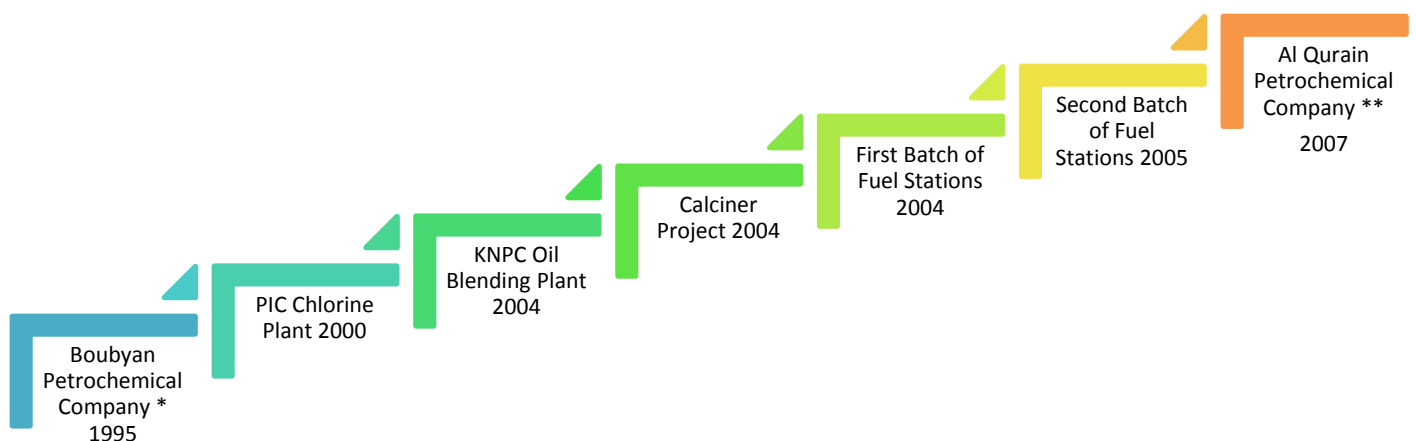 Boubyan
Petrochemical
Company *
1995
PIC Chlorine
Plant 2000
KNPC Oil
Blending Plant
2004
Calciner
Project 2004
First Batch of
Fuel Stations
2004
Second Batch
of Fuel
Stations 2005
Al Qurain
Petrochemical
Company **
2007